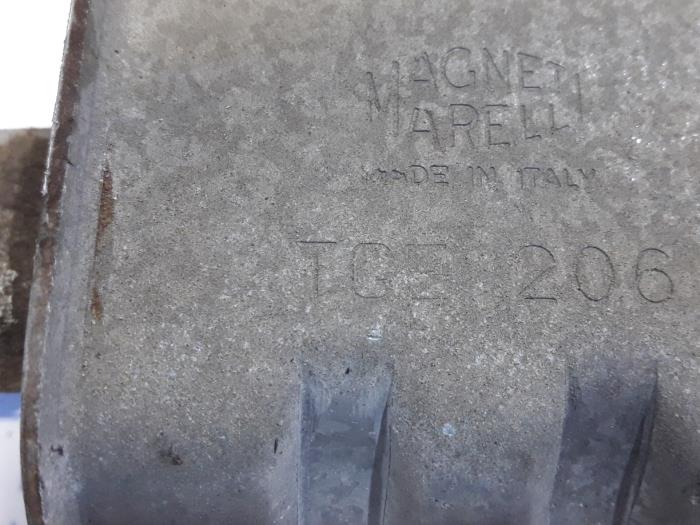 MAGNETI
MARELLI
MADE IN ITALY
TCE 206